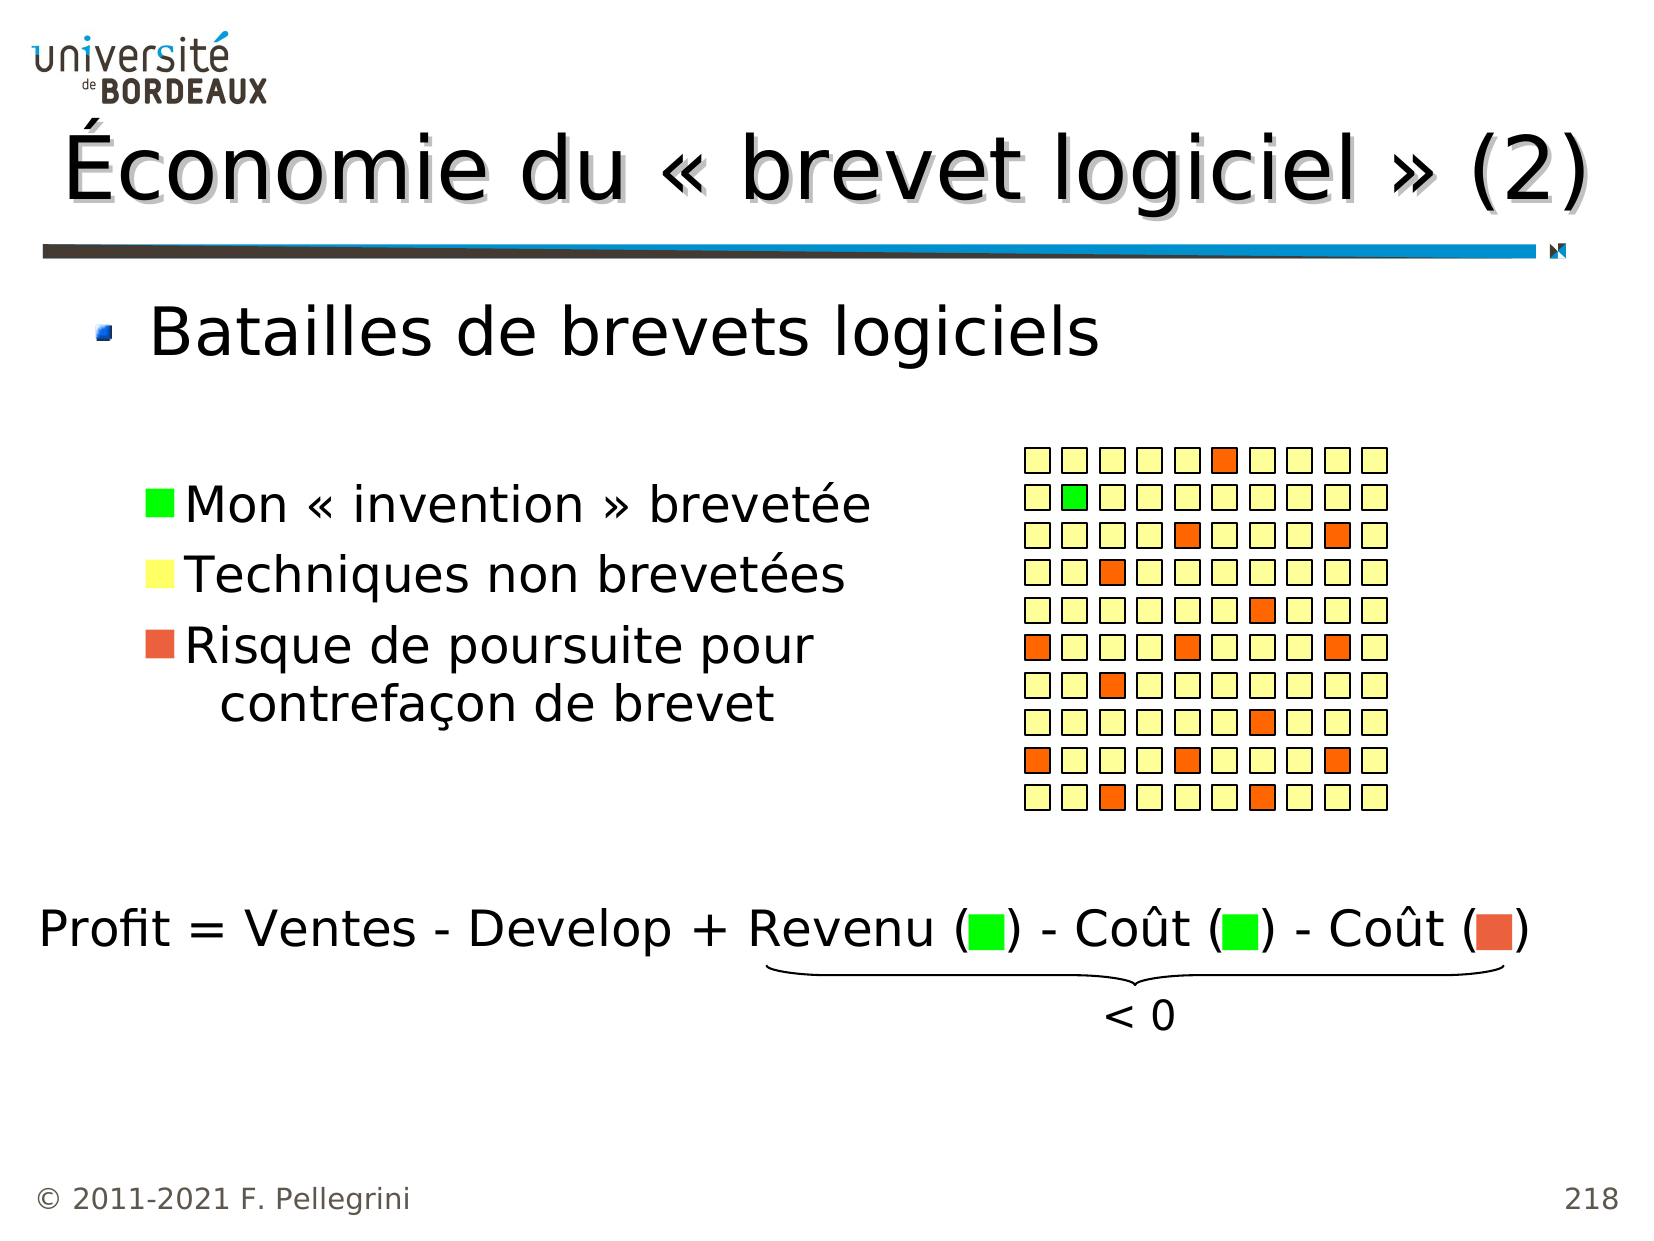 université
de BORDEAUX
Économie du « brevet logiciel » (2)
Batailles de brevets logiciels
Mon « invention » brevetée
Techniques non brevetées
Risque de poursuite pour
contrefaçon de brevet
Profit = Ventes - Develop + Revenu ( ) - Coût ( ) - Coût ( )
< 0
© 2011-2021 F. Pellegrini
218